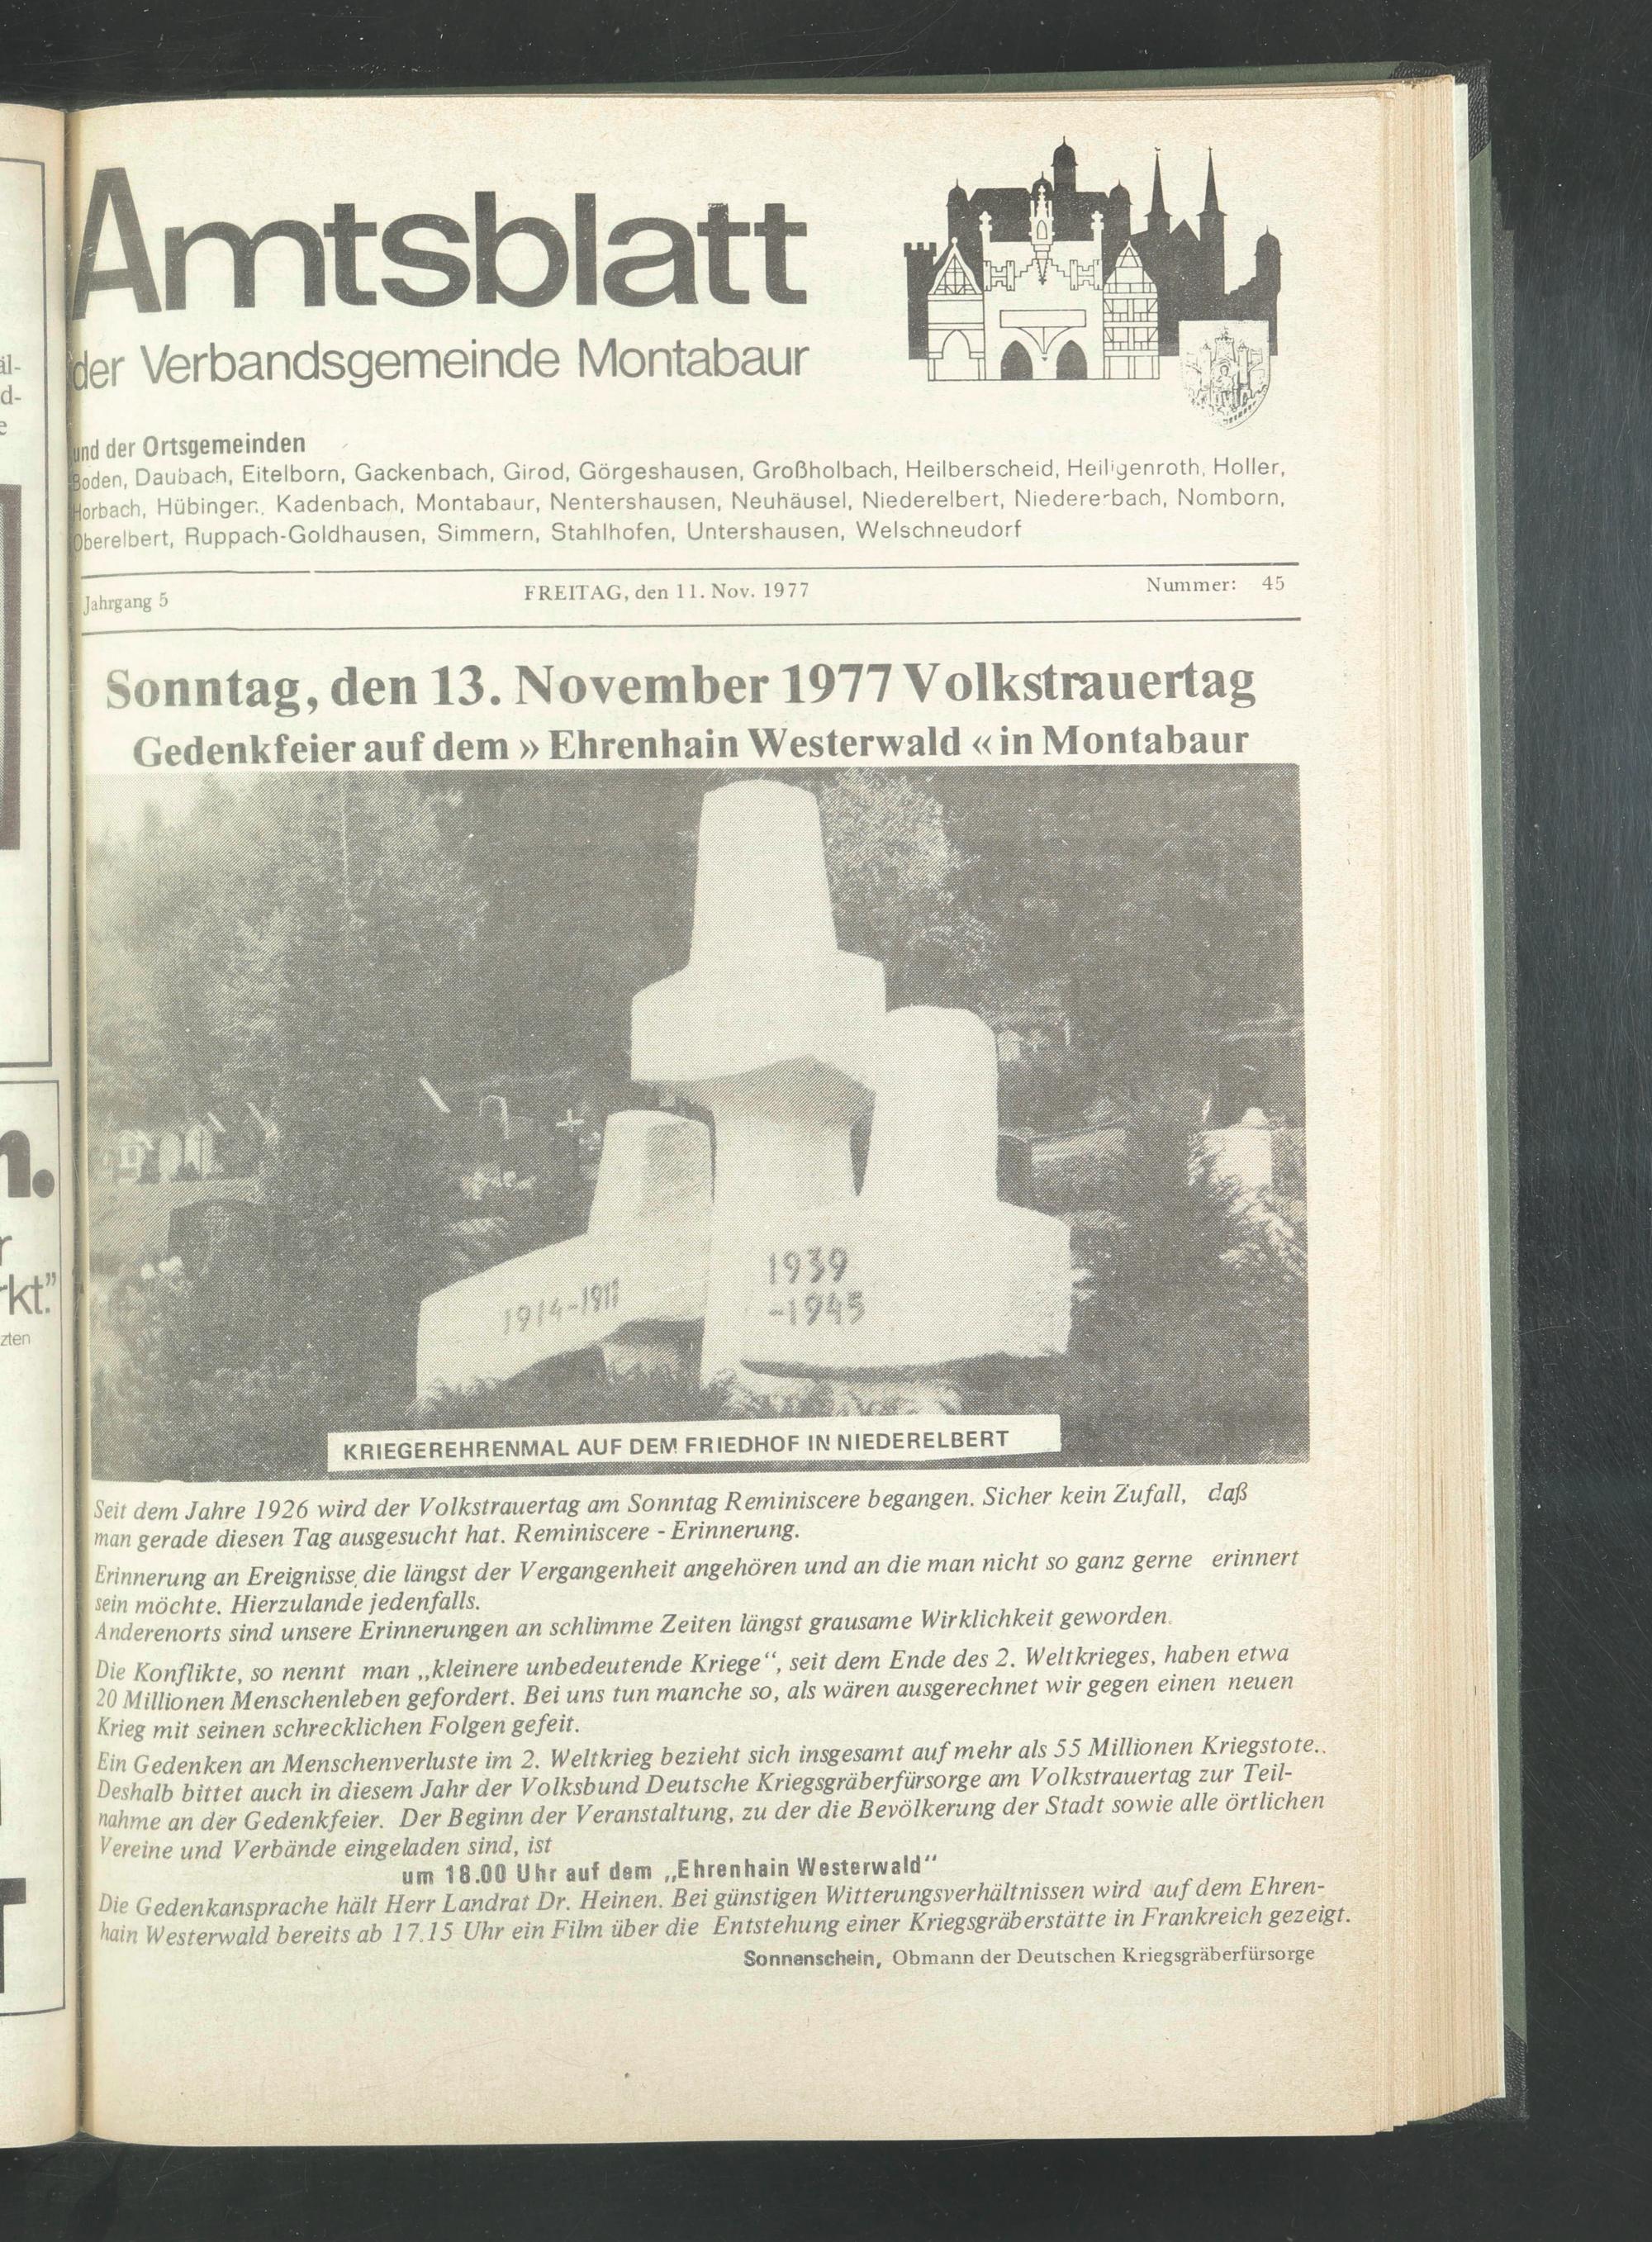 Amtsblatt
der Verbandsgemeinde Montabaur
und der Ortsgemeinden
Boden, Daubach, Eitelborn, Gackenbach, Girod, Görgeshausen, Großholbach, Heilberscheid, Heiligenroth, Holler,
Horbach, Hübingen, Kadenbach, Montabaur, Nentershausen, Neuhäusel, Niederelbert, Niedererbach, Nomborn,
Oberelbert, Ruppach-Goldhausen, Simmern, Stahlhofen, Untershausen, Welschneudorf
Jahrgang 5 FREITAG, den 11. Nov. 1977 Nummer: 45
Sonntag, den 13. November 1977 Volkstrauertag
Gedenkfeier auf dem » Ehrenhain Westerwald « in Montabaur
1939
-1945
1914-191
KRIEGEREHRENMAL AUF DEM FRIEDHOF IN NIEDERELBERT
Seit dem Jahre 1926 wird der Volkstrauertag am Sonntag Reminiscere begangen. Sicher kein Zufall, daß
man gerade diesen Tag ausgesucht hat. Reminiscere - Erinnerung.
Erinnerung an Ereignisse, die längst der Vergangenheit angehören und an die man nicht so ganz gerne erinnert
sein möchte. Hierzulande jedenfalls.
Anderenorts sind unsere Erinnerungen an schlimme Zeiten längst grausame Wirklichkeit geworden.
Die Konflikte, so nennt man „kleinere unbedeutende Kriege“, seit dem Ende des 2. Weltkrieges, haben etwa
20 Millionen Menschenleben gefordert. Bei uns tun manche so, als wären ausgerechnet wir gegen einen neuen
Krieg mit seinen schrecklichen Folgen gefeit.
Ein Gedenken an Menschenverluste im 2. Weltkrieg bezieht sich insgesamt auf mehr als 55 Millionen Kriegstote..
Deshalb bittet auch in diesem Jahr der Volksbund Deutsche Kriegsgräberfürsorge am Volkstrauertag zur Teil-
nahme an der Gedenkfeier. Der Beginn der Veranstaltung, zu der die Bevölkerung der Stadt sowie alle örtlichen
Vereine und Verbände eingeladen sind, ist
um 18.00 Uhr auf dem „Ehrenhain Westerwald“
Die Gedenkansprache hält Herr Landrat Dr. Heinen. Bei günstigen Witterungsverhältnissen wird auf dem Ehren-
hain Westerwald bereits ab 17.15 Uhr ein Film über die Entstehung einer Kriegsgräberstätte in Frankreich gezeigt.
Sonnenschein, Obmann der Deutschen Kriegsgräberfürsorge